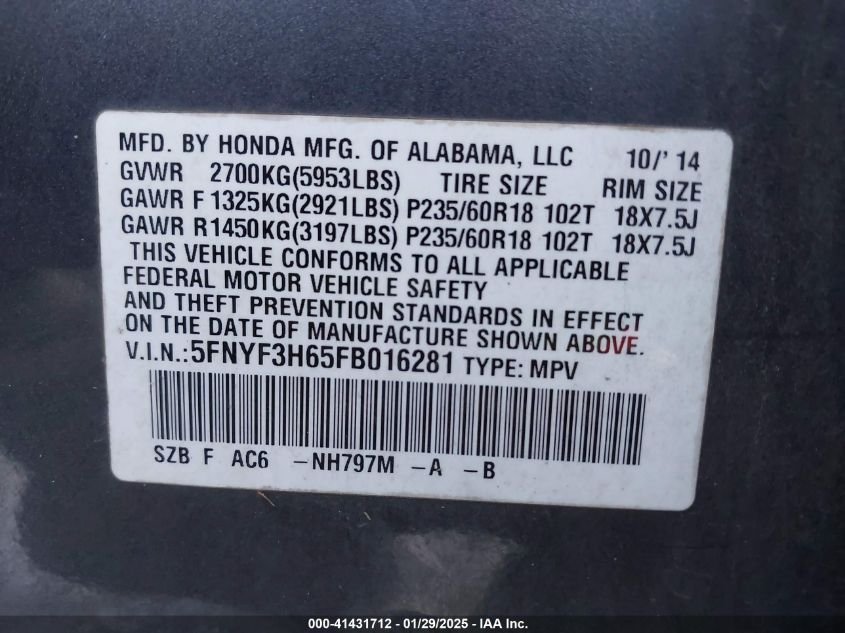 MFD. BY HONDA MFG. OF ALABAMA, LLC 10/' 14
GVWR 2700KG(5953LBS) TIRE SIZE RIM SIZE
GAWR F 1325KG(2921LBS) P235/60R18 102T 18X7.5J
GAWR R1450KG(3197LBS) P235/60R18 102T 18X7.5J
THIS VEHICLE CONFORMS TO ALL APPLICABLE
FEDERAL MOTOR VEHICLE SAFETY
AND THEFT PREVENTION STANDARDS IN EFFECT
ON THE DATE OF MANUFACTURE SHOWN ABOVE.
V.I.N.:5FNYF3H65FB016281 TYPE: MPV
SZB F AC6 -NH797M -A -B
000-41431712 - 01/29/2025 - IAA Inc.